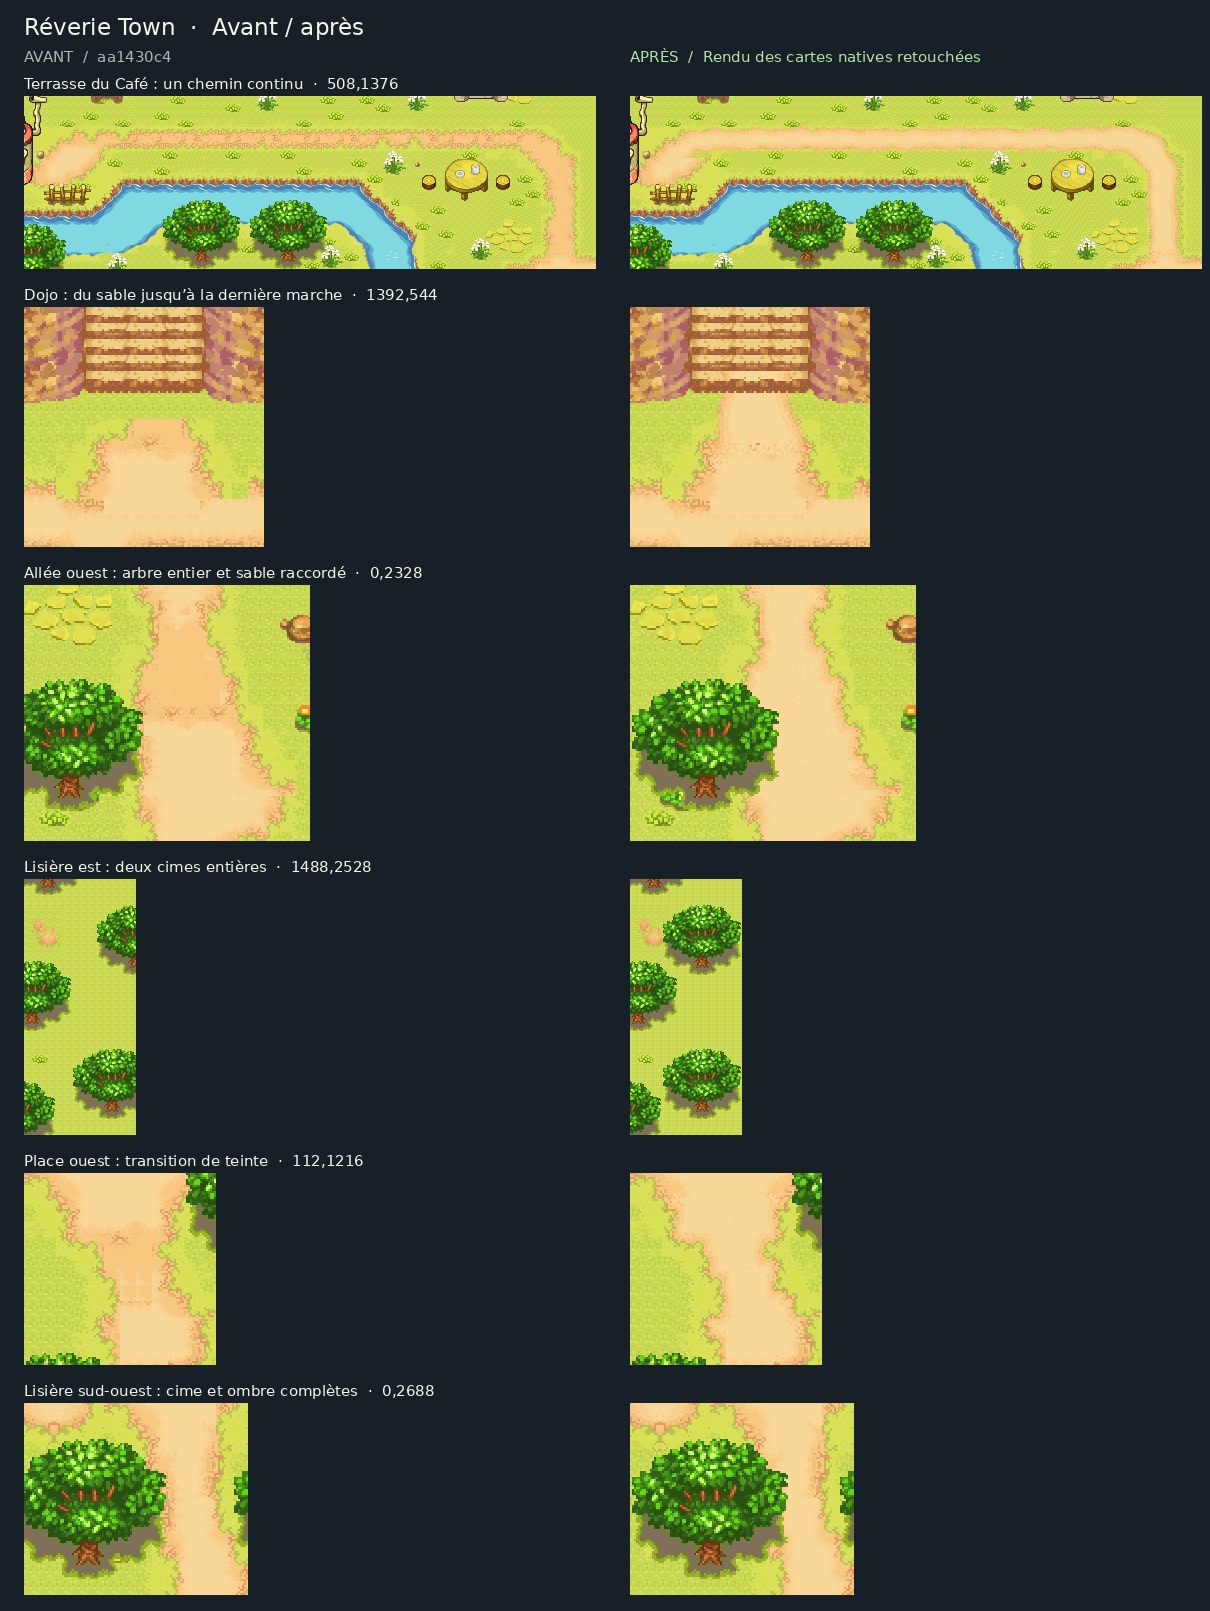 Réverie Town · Avant / après
AVANT / aa1430c4
APRÈS / Rendu des cartes natives retouchées
Terrasse du Café : un chemin continu · 508,1376
Dojo : du sable jusqu’à la dernière marche · 1392,544
Allée ouest : arbre entier et sable raccordé · 0,2328
Lisière est : deux cimes entières · 1488,2528
Place ouest : transition de teinte · 112,1216
Lisière sud-ouest : cime et ombre complètes · 0,2688